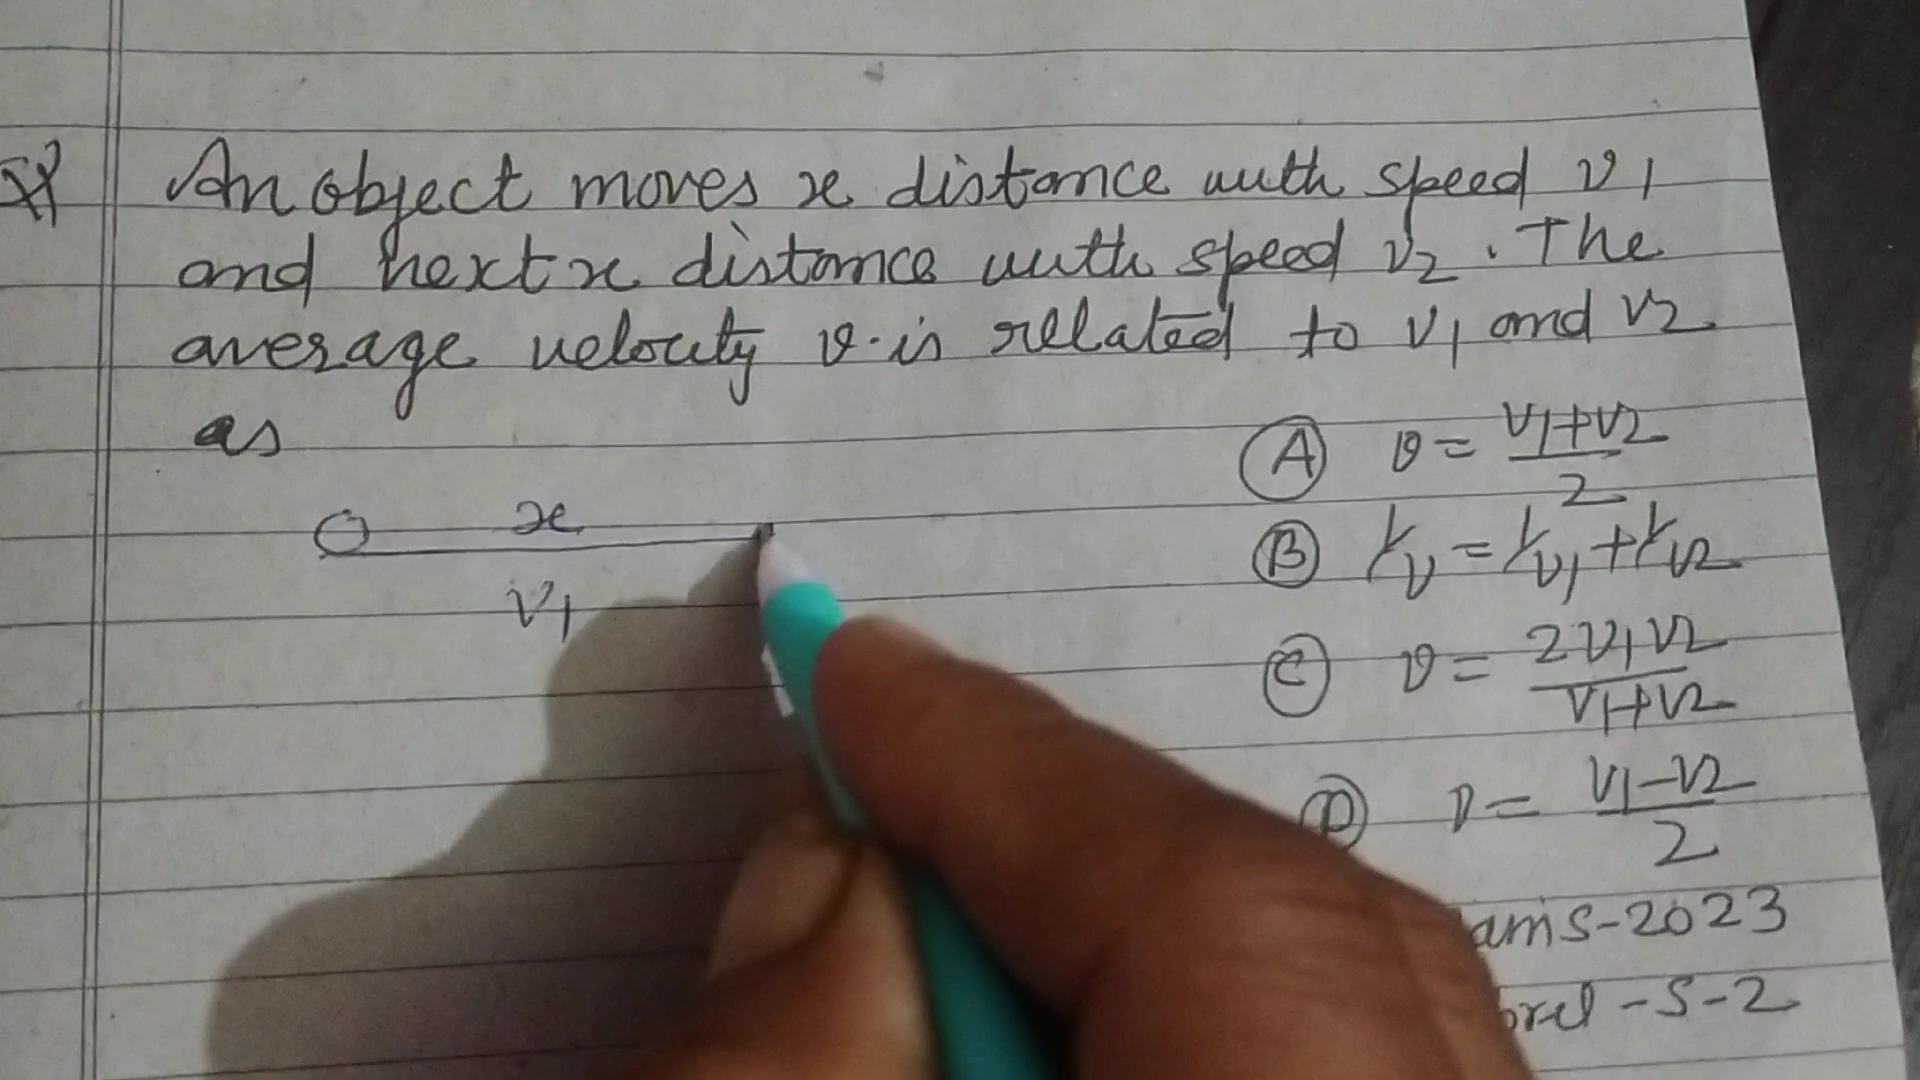 An object moves x distance with speed v1
and next x distance with speed v2. The
average velocity v is related to v1 and v2
as
(A) v = (v1+v2)/2
(B) 1/v = 1/v1 + 1/v2
(C) v = 2v1v2/(v1+v2)
(D) v = (v1-v2)/2
x
v1
-2023
-S-2